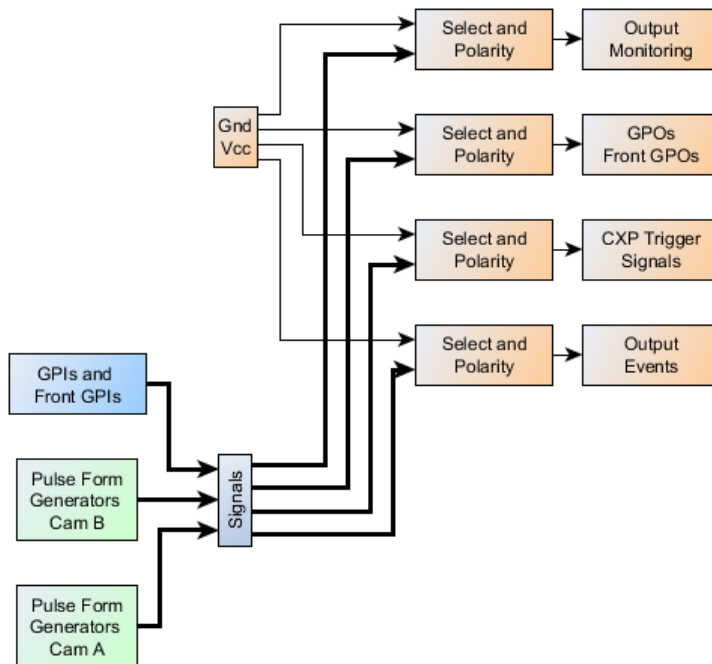 Select and
Polarity
Output
Monitoring
Gnd
Vcc
Select and
Polarity
GPOs
Front GPOs
Select and
Polarity
CXP Trigger
Signals
Select and
Polarity
Output
Events
GPIs and
Front GPIs
Pulse Form
Generators
Cam B
Signals
Pulse Form
Generators
Cam A